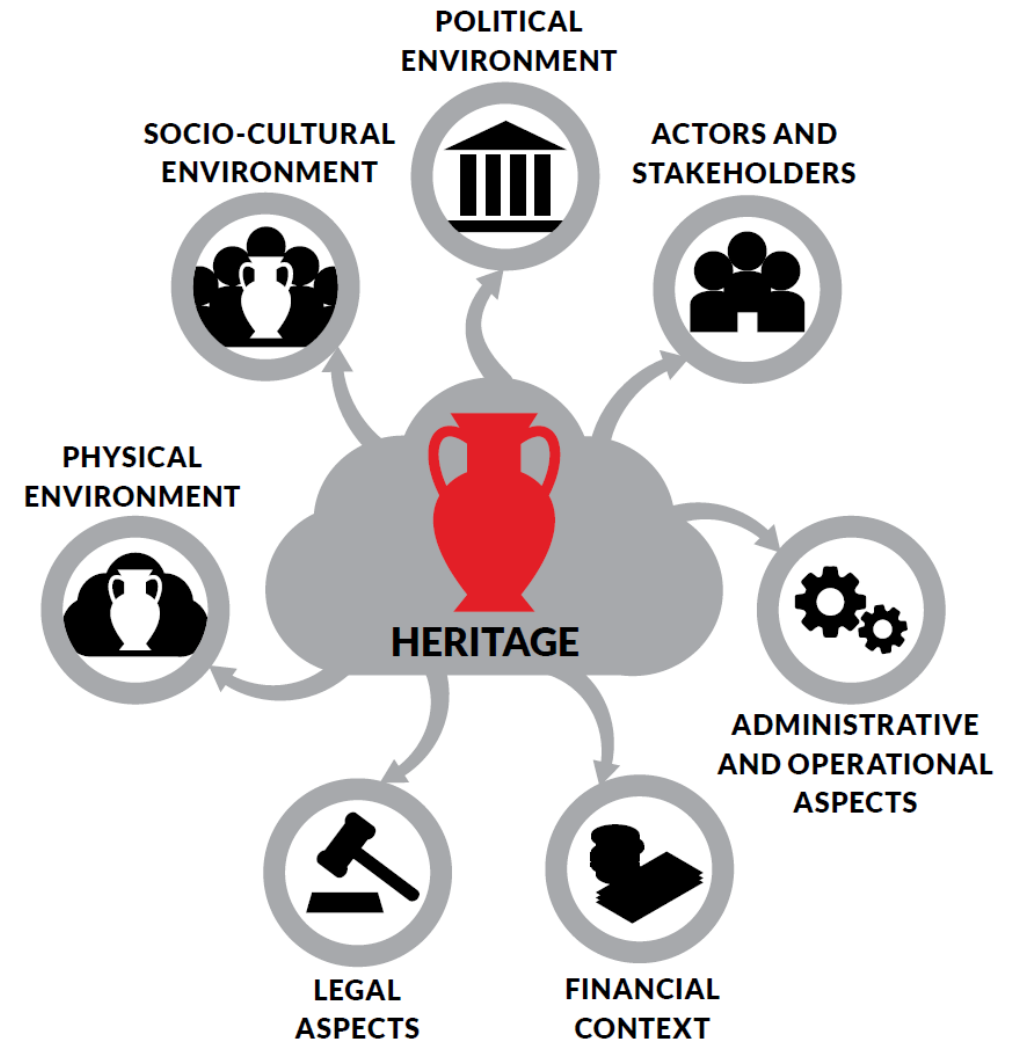 POLITICAL
ENVIRONMENT
SOCIO-CULTURAL
ENVIRONMENT
ACTORS AND
STAKEHOLDERS
PHYSICAL
ENVIRONMENT
HERITAGE
ADMINISTRATIVE
AND OPERATIONAL
ASPECTS
LEGAL
ASPECTS
FINANCIAL
CONTEXT